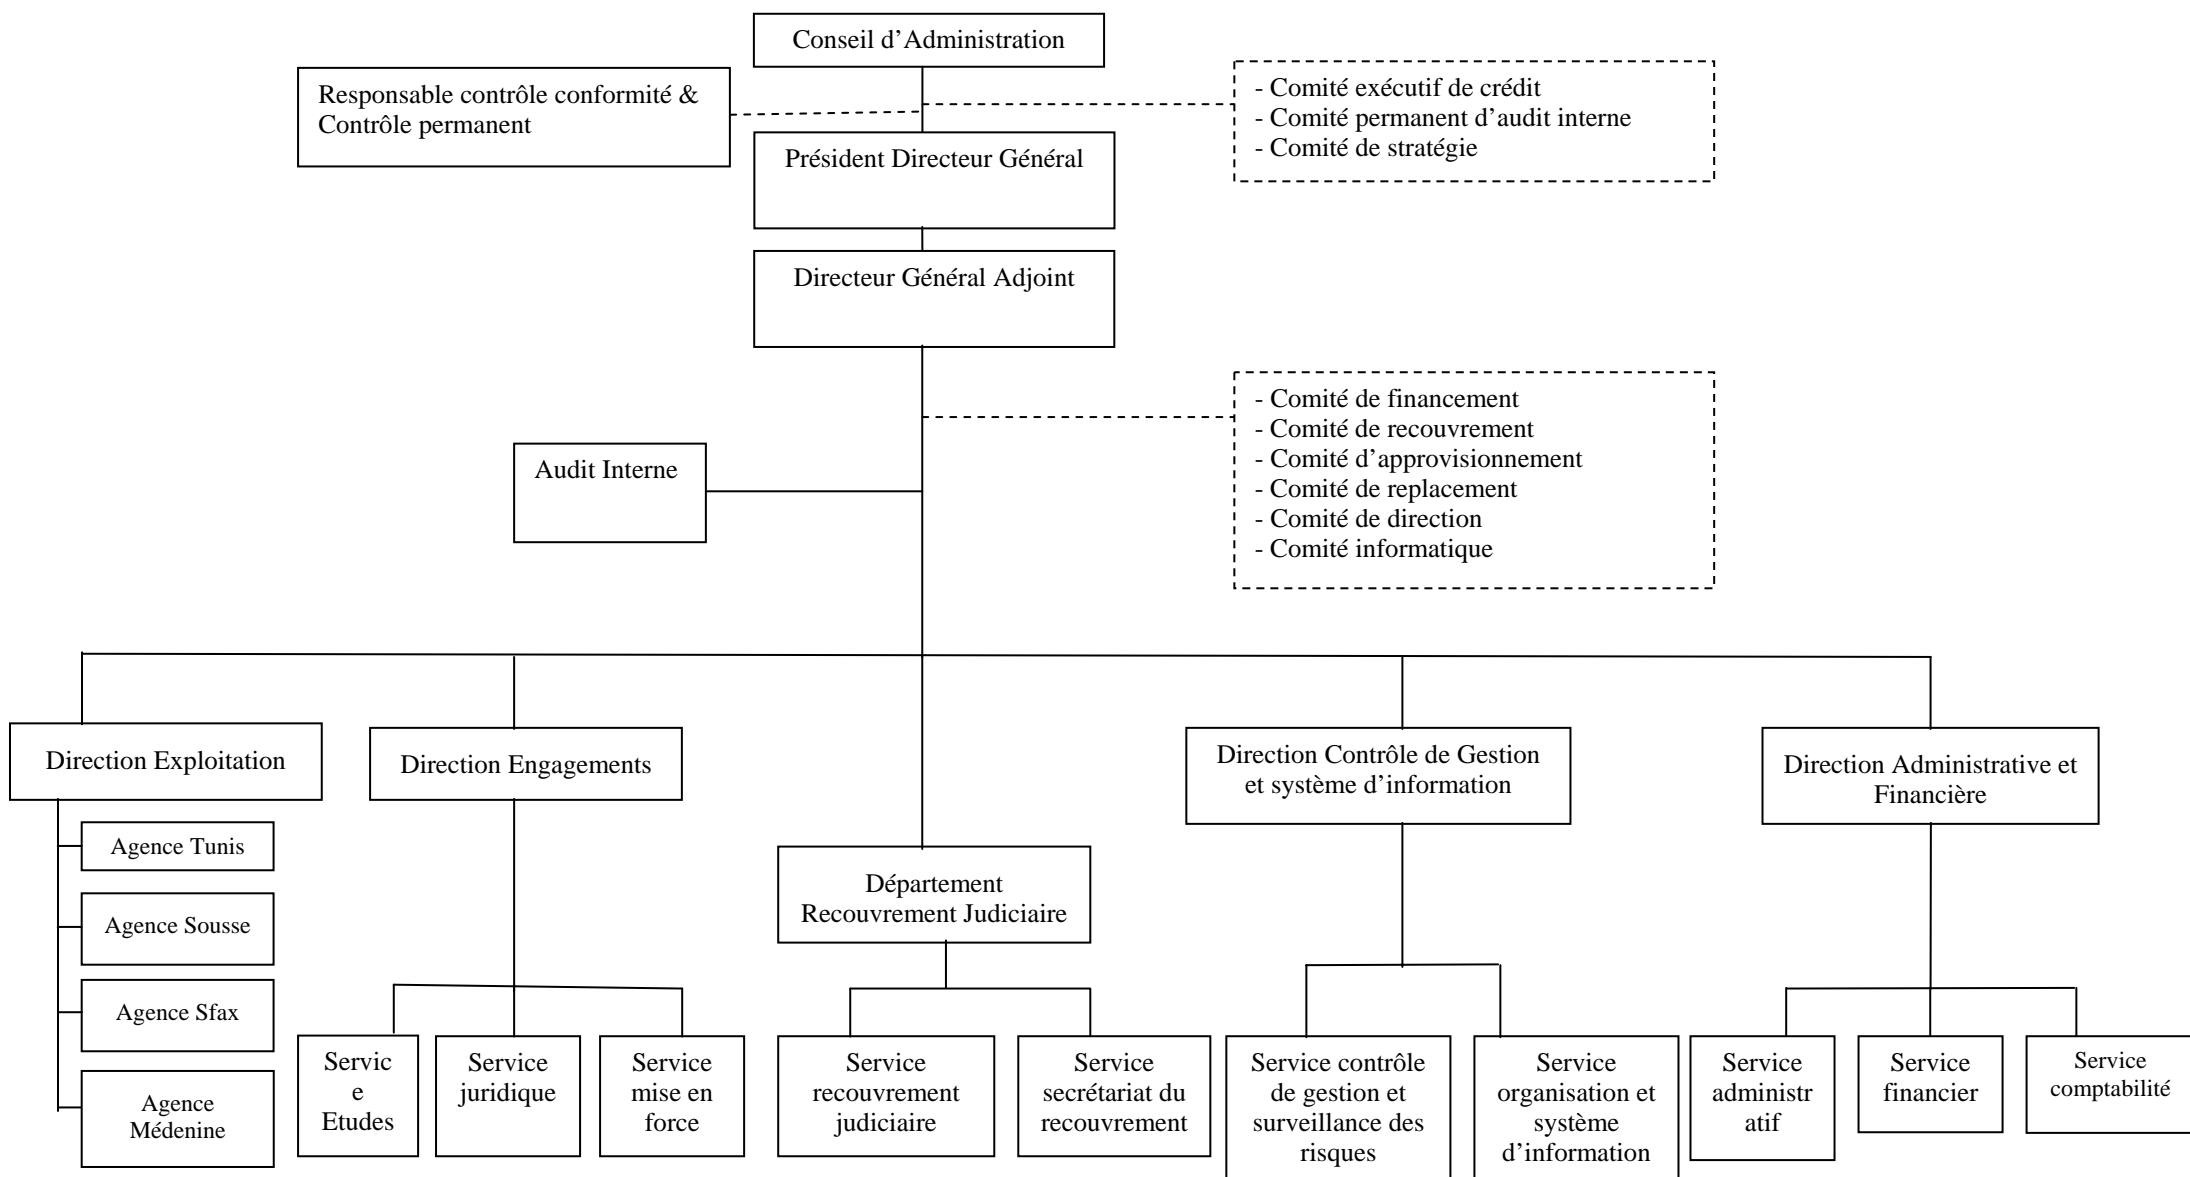 Conseil d’Administration
Responsable contrôle conformité &
Contrôle permanent
- Comité exécutif de crédit
- Comité permanent d’audit interne
- Comité de stratégie
Président Directeur Général
Directeur Général Adjoint
- Comité de financement
- Comité de recouvrement
- Comité d’approvisionnement
- Comité de replacement
- Comité de direction
- Comité informatique
Audit Interne
Direction Exploitation
Direction Engagements
Direction Contrôle de Gestion
et système d’information
Direction Administrative et
Financière
Agence Tunis
Agence Sousse
Agence Sfax
Agence
Médenine
Département
Recouvrement Judiciaire
Servic
e
Etudes
Service
juridique
Service
mise en
force
Service
recouvrement
judiciaire
Service
secrétariat du
recouvrement
Service contrôle
de gestion et
surveillance des
risques
Service
organisation et
système
d’information
Service
administr
atif
Service
financier
Service
comptabilité